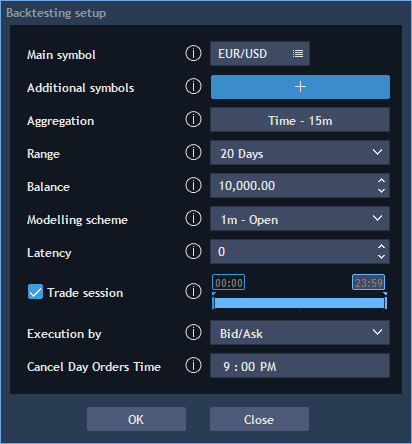 Backtesting setup
Main symbol EUR/USD
Additional symbols +
Aggregation Time - 15m
Range 20 Days
Balance 10,000.00
Modelling scheme 1m - Open
Latency 0
00:00 23:59
Trade session
Execution by Bid/Ask
Cancel Day Orders Time 9 : 00 PM
OK Close